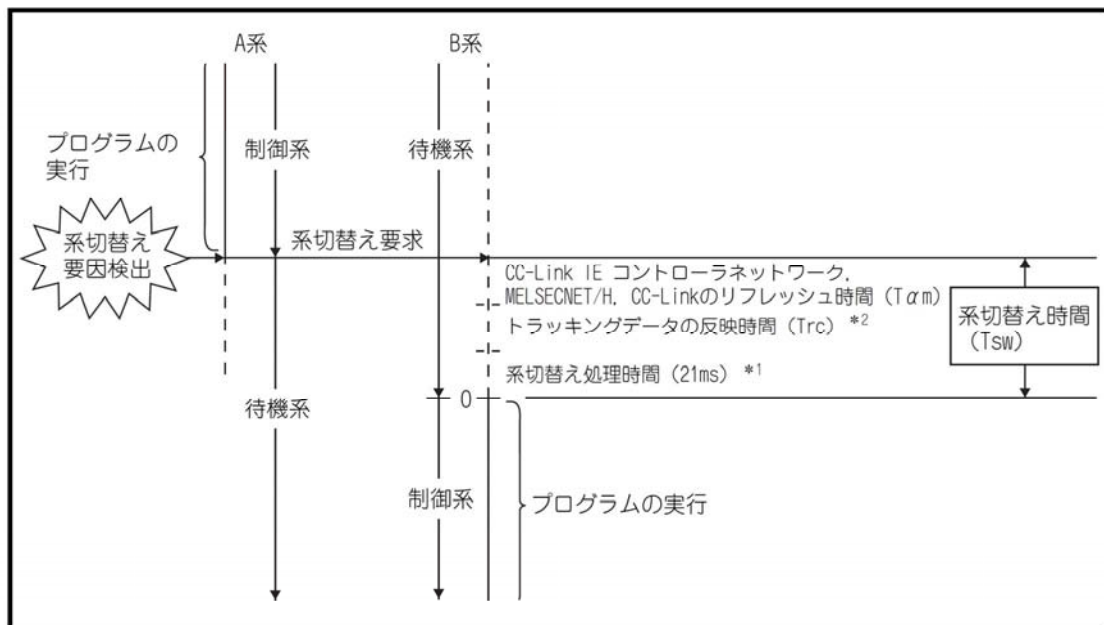 A系
B系
プログラムの
実行
制御系
待機系
系切替え
要因検出
系切替え要求
CC-Link IE コントローラネットワーク,
MELSECNET/H, CC-Linkのリフレッシュ時間（Tαm）
トラッキングデータの反映時間（Trc）*2
系切替え処理時間（21ms）*1
系切替え時間
（Tsw）
待機系
0
制御系
プログラムの実行